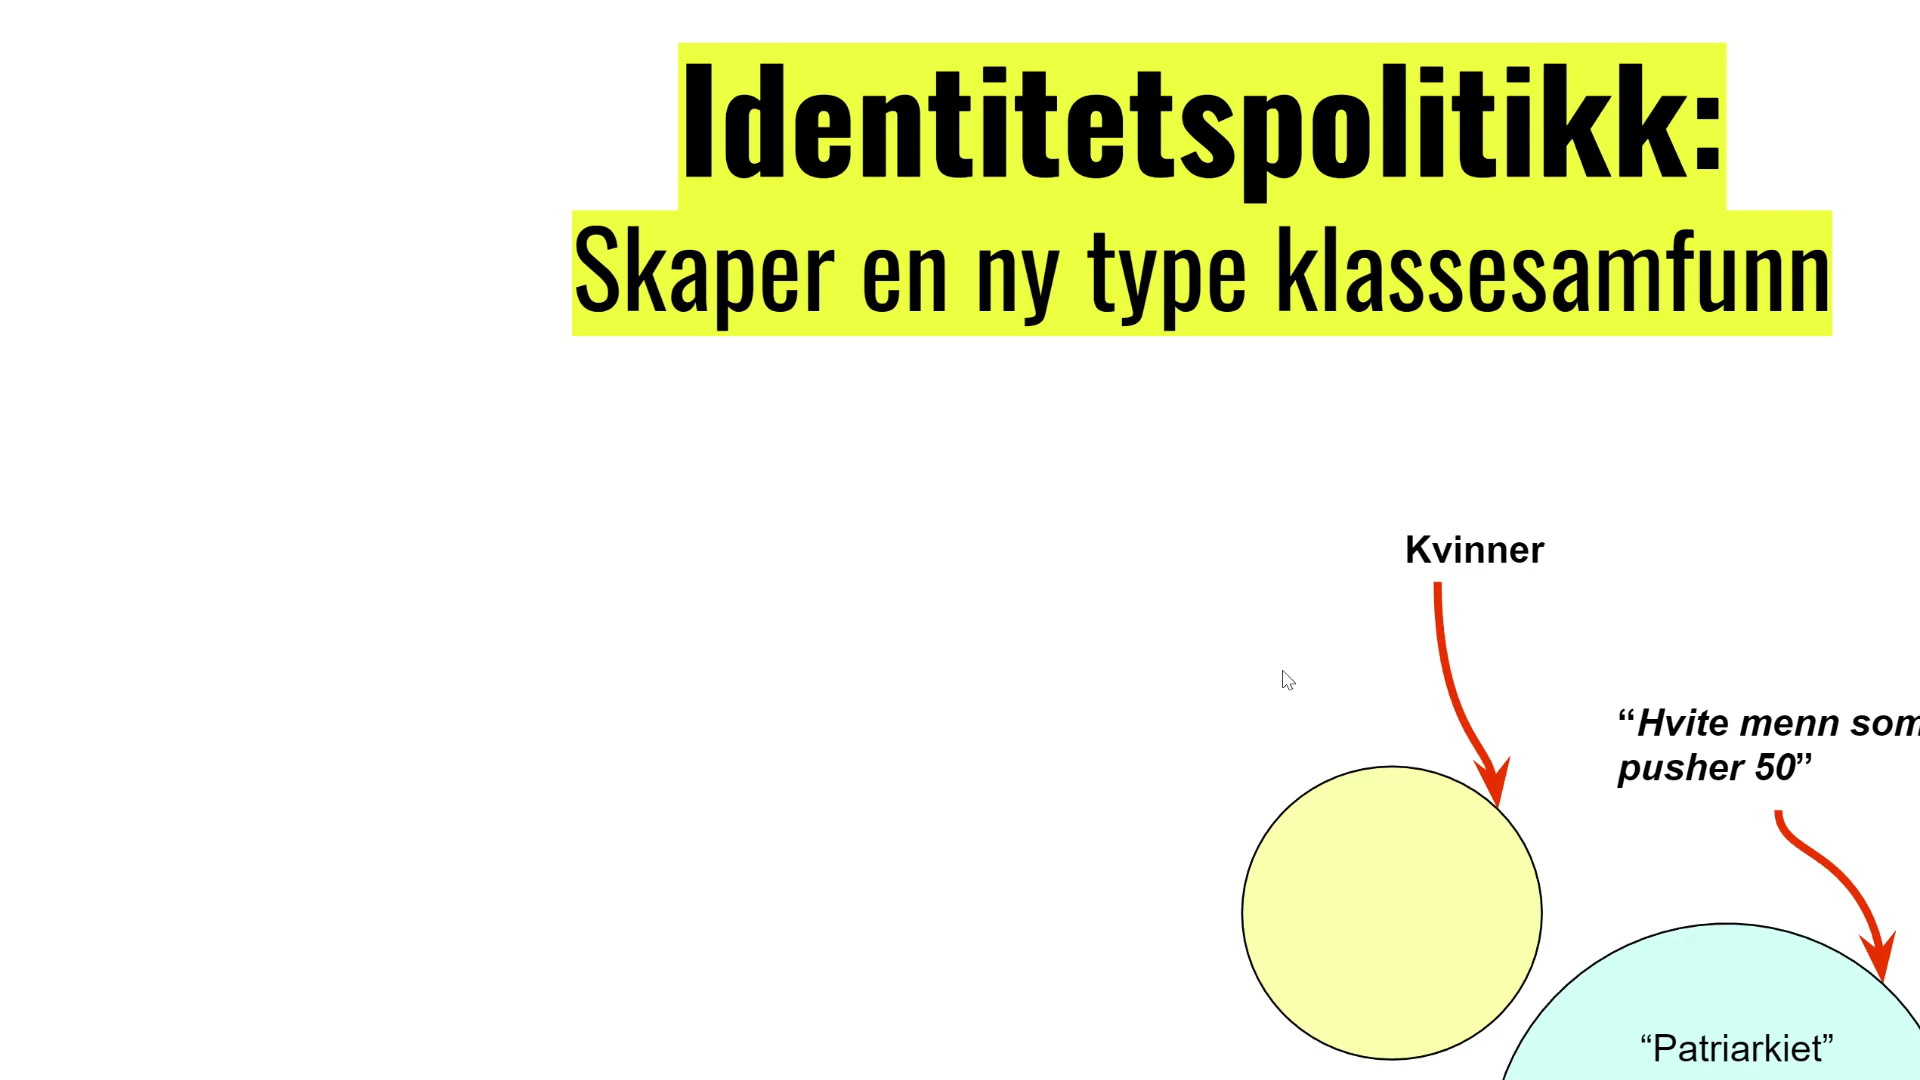 Identitetspolitikk:
Skaper en ny type klassesamfunn
Kvinner
“Hvite menn som
pusher 50”
“Patriarkiet”